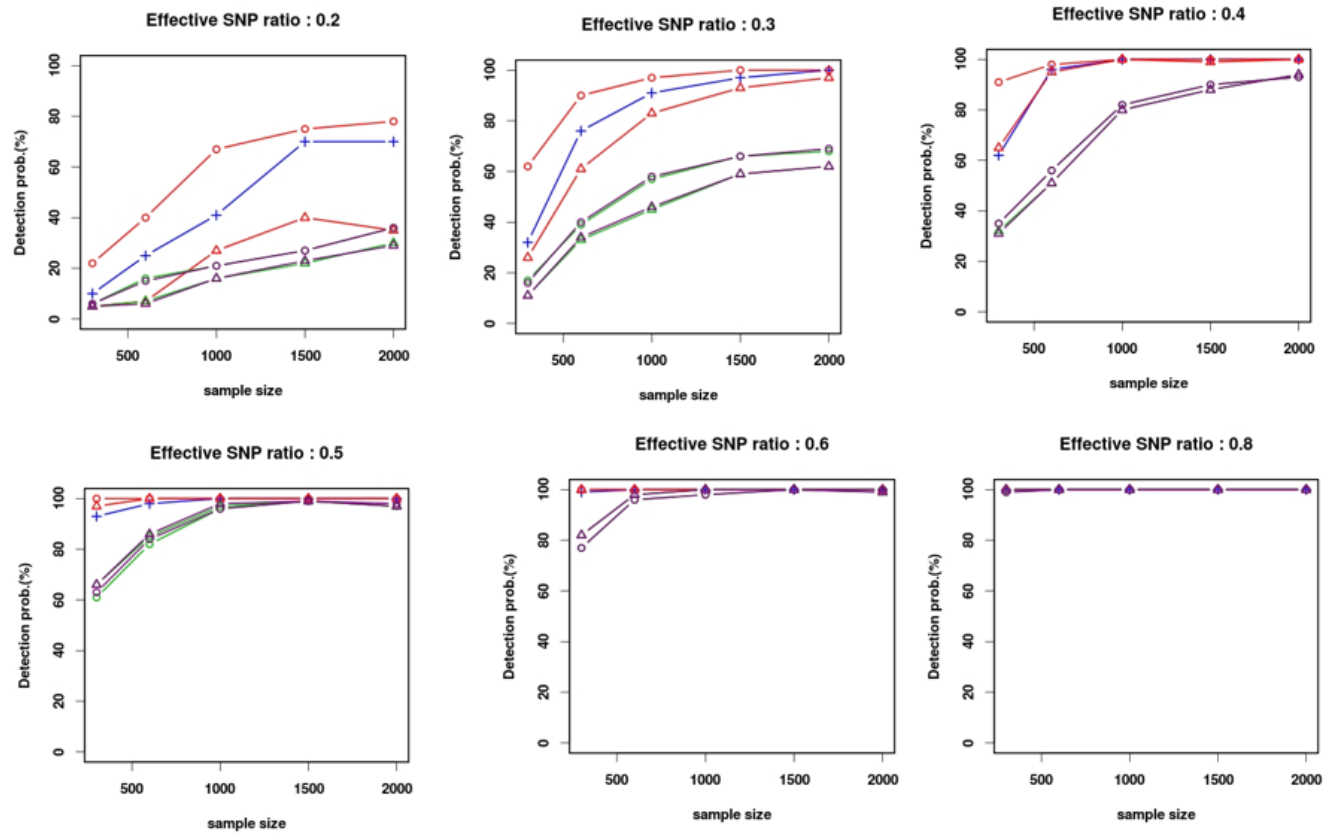 Effective SNP ratio : 0.2
Detection prob.(%)
100
80
60
40
20
0
500 1000 1500 2000
sample size
Effective SNP ratio : 0.3
Detection prob.(%)
100
80
60
40
20
0
500 1000 1500 2000
sample size
Effective SNP ratio : 0.4
Detection prob.(%)
100
80
60
40
20
0
500 1000 1500 2000
sample size
Effective SNP ratio : 0.5
Detection prob.(%)
100
80
60
40
20
0
500 1000 1500 2000
sample size
Effective SNP ratio : 0.6
Detection prob.(%)
100
80
60
40
20
0
500 1000 1500 2000
sample size
Effective SNP ratio : 0.8
Detection prob.(%)
100
80
60
40
20
0
500 1000 1500 2000
sample size